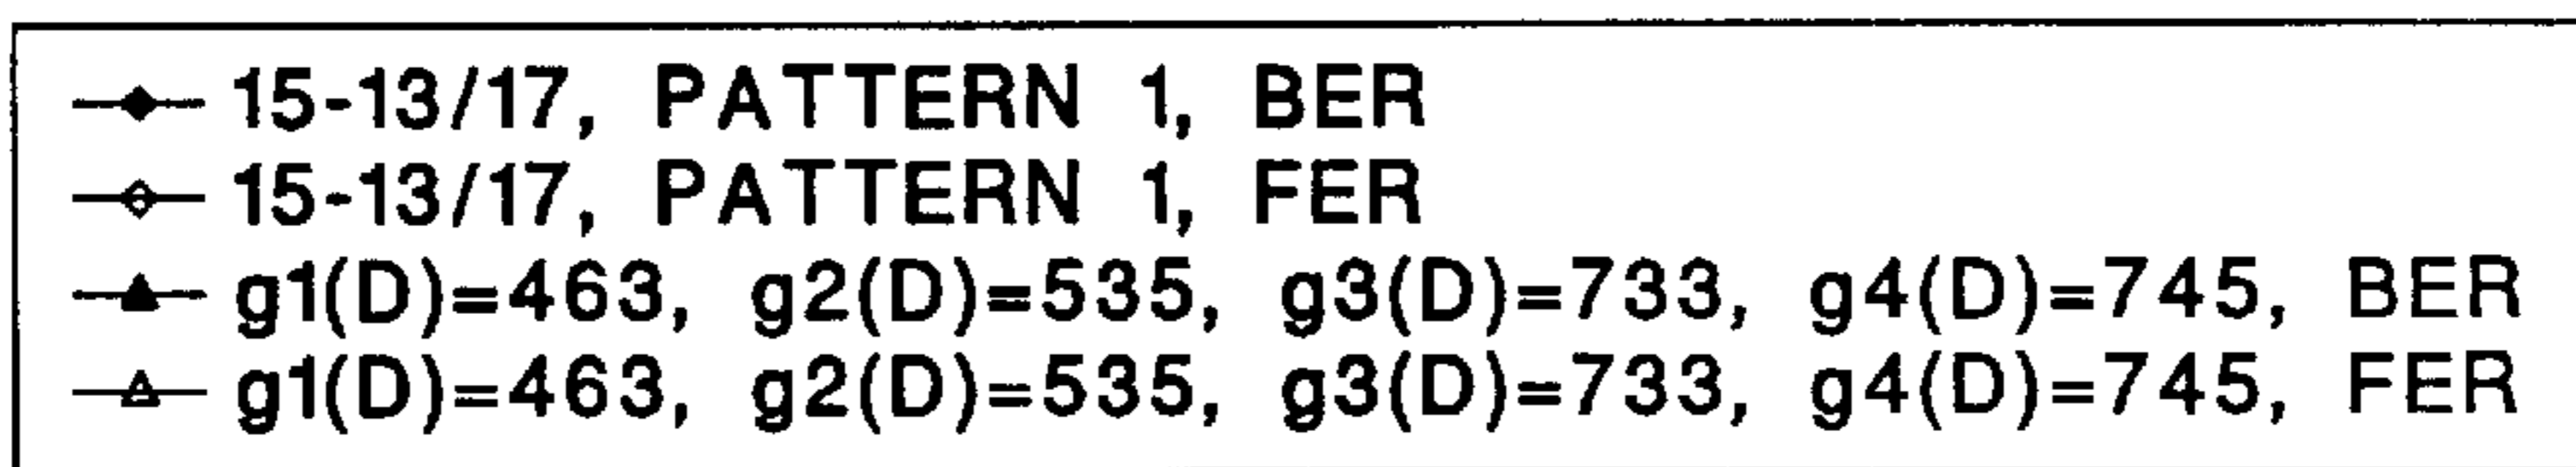 15-13/17, PATTERN 1, BER
15-13/17, PATTERN 1, FER
g1(D)=463, g2(D)=535, g3(D)=733, g4(D)=745, BER
g1(D)=463, g2(D)=535, g3(D)=733, g4(D)=745, FER